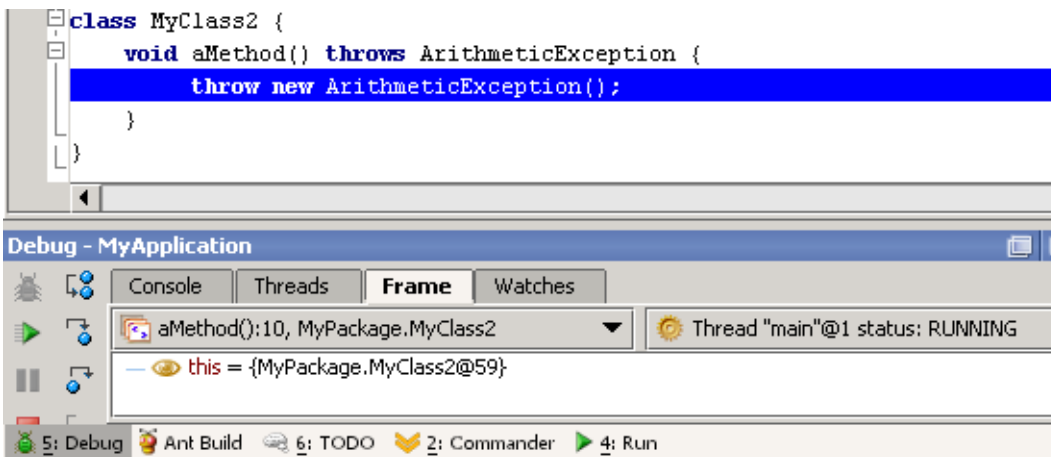 class MyClass2 {
void aMethod() throws ArithmeticException {
throw new ArithmeticException();
}
}
Debug - MyApplication
Console Threads Frame Watches
aMethod():10, MyPackage.MyClass2 Thread "main"@1 status: RUNNING
this = {MyPackage.MyClass2@59}
5: Debug Ant Build 6: TODO 2: Commander 4: Run